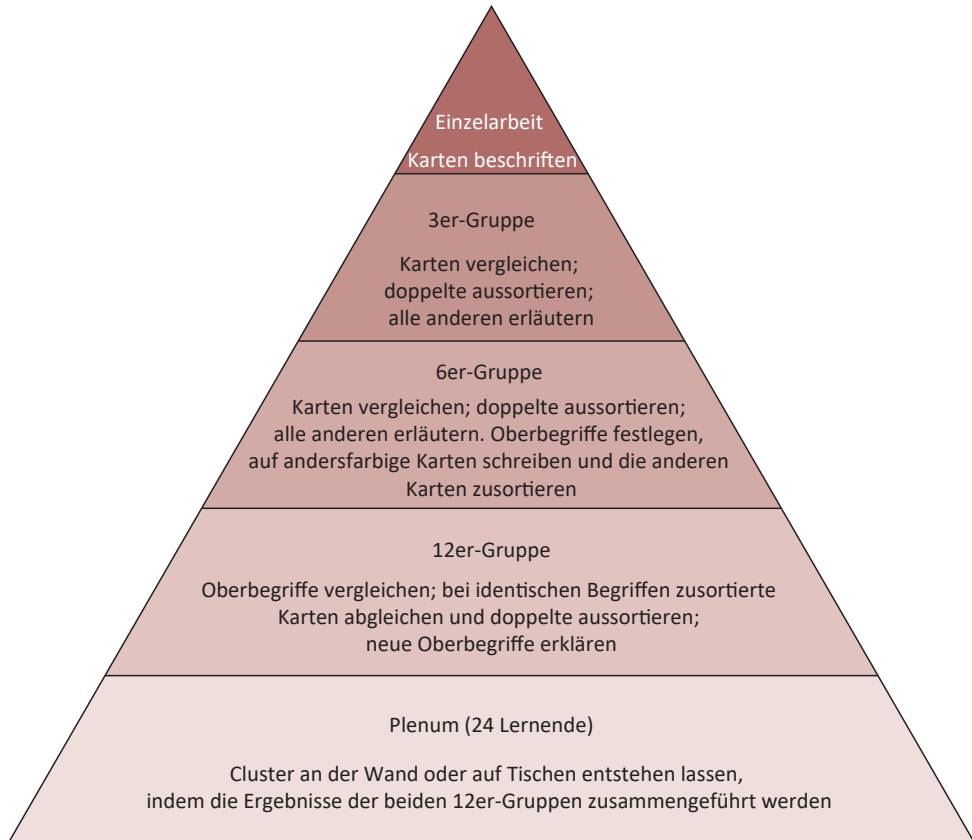 Einzelarbeit
Karten beschriften
3er-Gruppe
Karten vergleichen;
doppelte aussortieren;
alle anderen erläutern
6er-Gruppe
Karten vergleichen; doppelte aussortieren;
alle anderen erläutern. Oberbegriffe festlegen,
auf andersfarbige Karten schreiben und die anderen
Karten zusortieren
12er-Gruppe
Oberbegriffe vergleichen; bei identischen Begriffen zusortierte
Karten abgleichen und doppelte aussortieren;
neue Oberbegriffe erklären
Plenum (24 Lernende)
Cluster an der Wand oder auf Tischen entstehen lassen,
indem die Ergebnisse der beiden 12er-Gruppen zusammengeführt werden